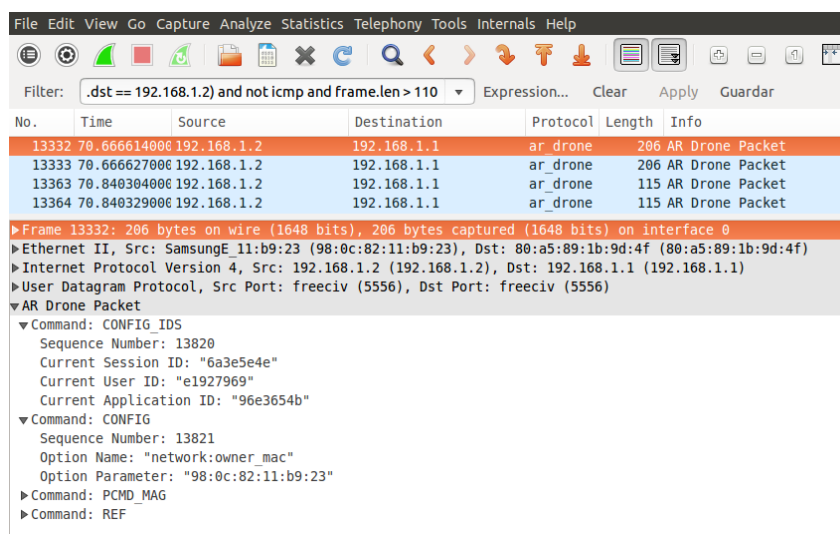 File Edit View Go Capture Analyze Statistics Telephony Tools Internals Help
Filter: .dst == 192.168.1.2) and not icmp and frame.len > 110 Expression... Clear Apply Guardar
No. Time Source Destination Protocol Length Info
13332 70.666614000 192.168.1.2 192.168.1.1 ar_drone 206 AR Drone Packet
13333 70.666627000 192.168.1.2 192.168.1.1 ar_drone 206 AR Drone Packet
13363 70.840304000 192.168.1.2 192.168.1.1 ar_drone 115 AR Drone Packet
13364 70.840329000 192.168.1.2 192.168.1.1 ar_drone 115 AR Drone Packet
Frame 13332: 206 bytes on wire (1648 bits), 206 bytes captured (1648 bits) on interface 0
Ethernet II, Src: SamsungE_11:b9:23 (98:0c:82:11:b9:23), Dst: 80:a5:89:1b:9d:4f (80:a5:89:1b:9d:4f)
Internet Protocol Version 4, Src: 192.168.1.2 (192.168.1.2), Dst: 192.168.1.1 (192.168.1.1)
User Datagram Protocol, Src Port: freeciv (5556), Dst Port: freeciv (5556)
AR Drone Packet
Command: CONFIG_IDS
Sequence Number: 13820
Current Session ID: "6a3e5e4e"
Current User ID: "e1927969"
Current Application ID: "96e3654b"
Command: CONFIG
Sequence Number: 13821
Option Name: "network:owner_mac"
Option Parameter: "98:0c:82:11:b9:23"
Command: PCMD_MAG
Command: REF